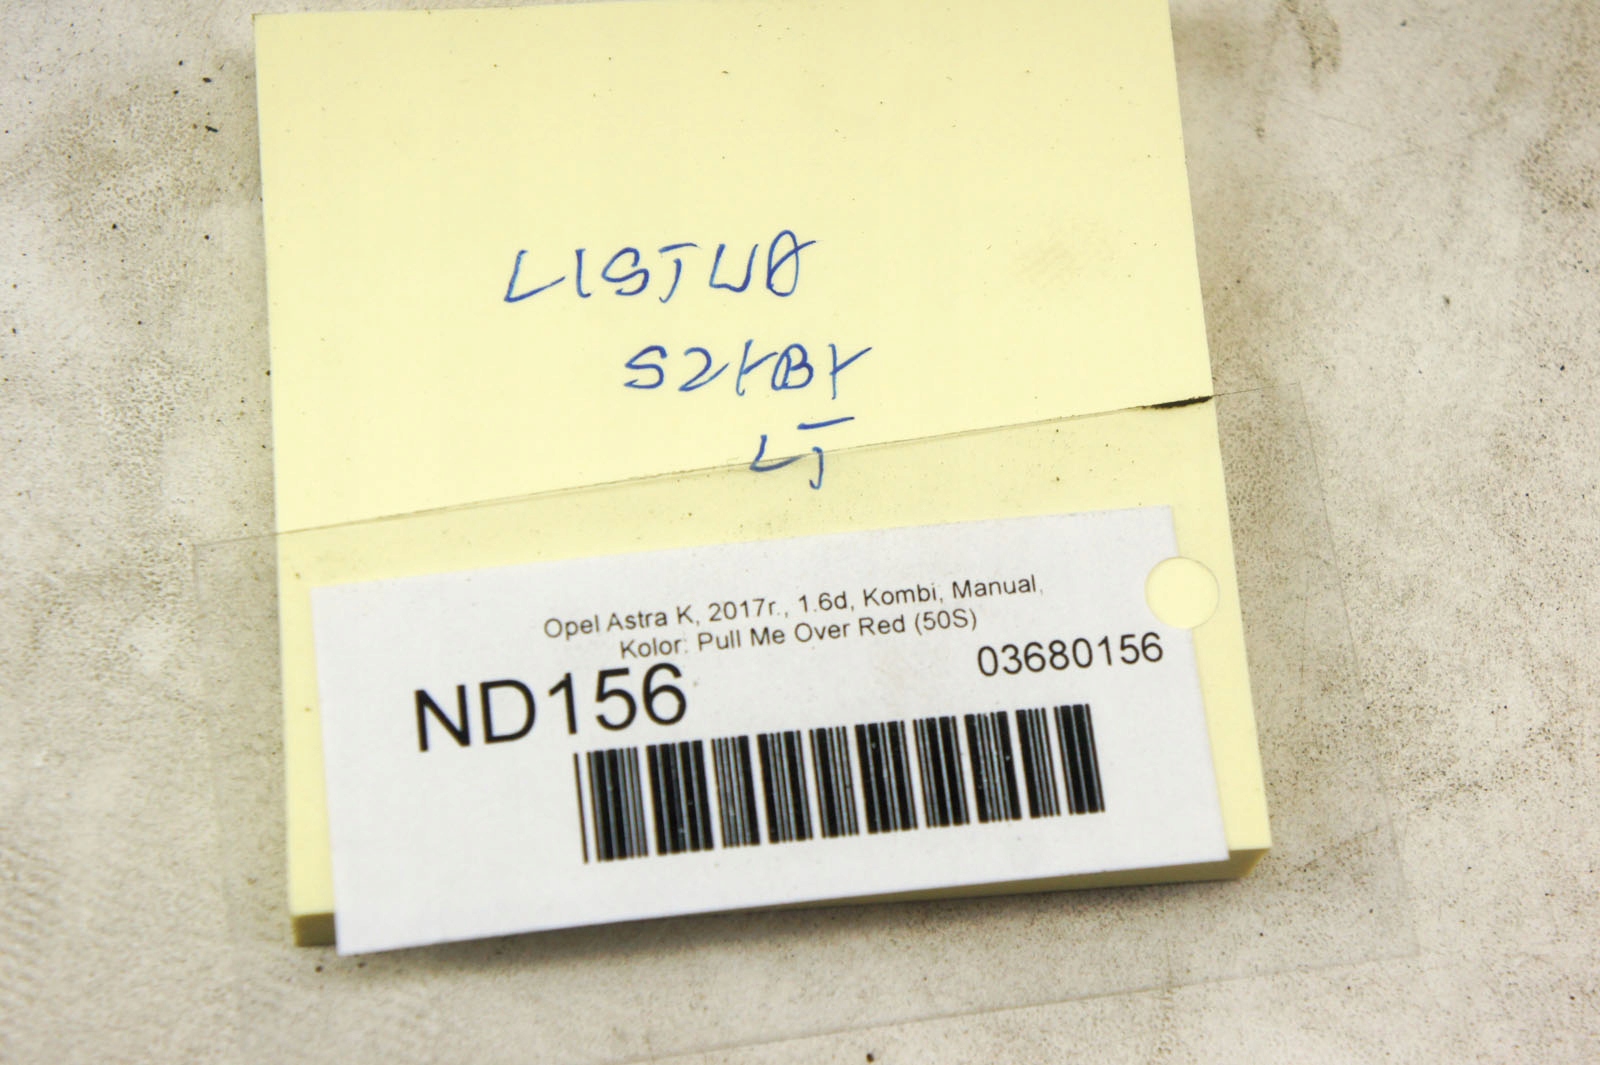 LISTWA
SZYBY
LT
Opel Astra K, 2017r., 1.6d, Kombi, Manual,
Kolor: Pull Me Over Red (50S)
ND156
03680156